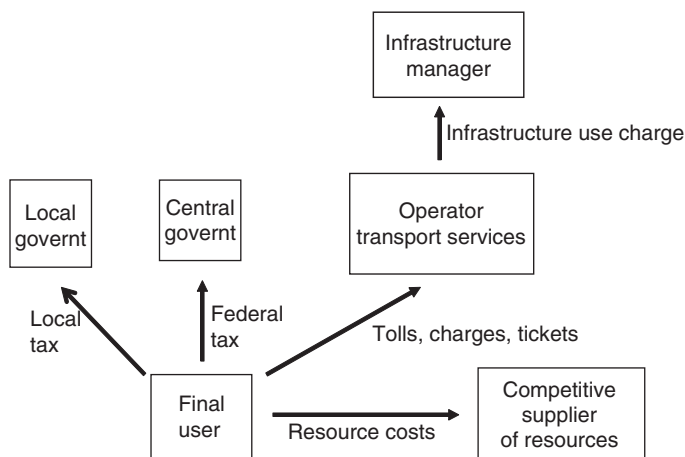 Infrastructure
manager
Infrastructure use charge
Local
governt
Central
governt
Operator
transport services
Local
tax
Federal
tax
Tolls, charges, tickets
Final
user
Resource costs
Competitive
supplier
of resources